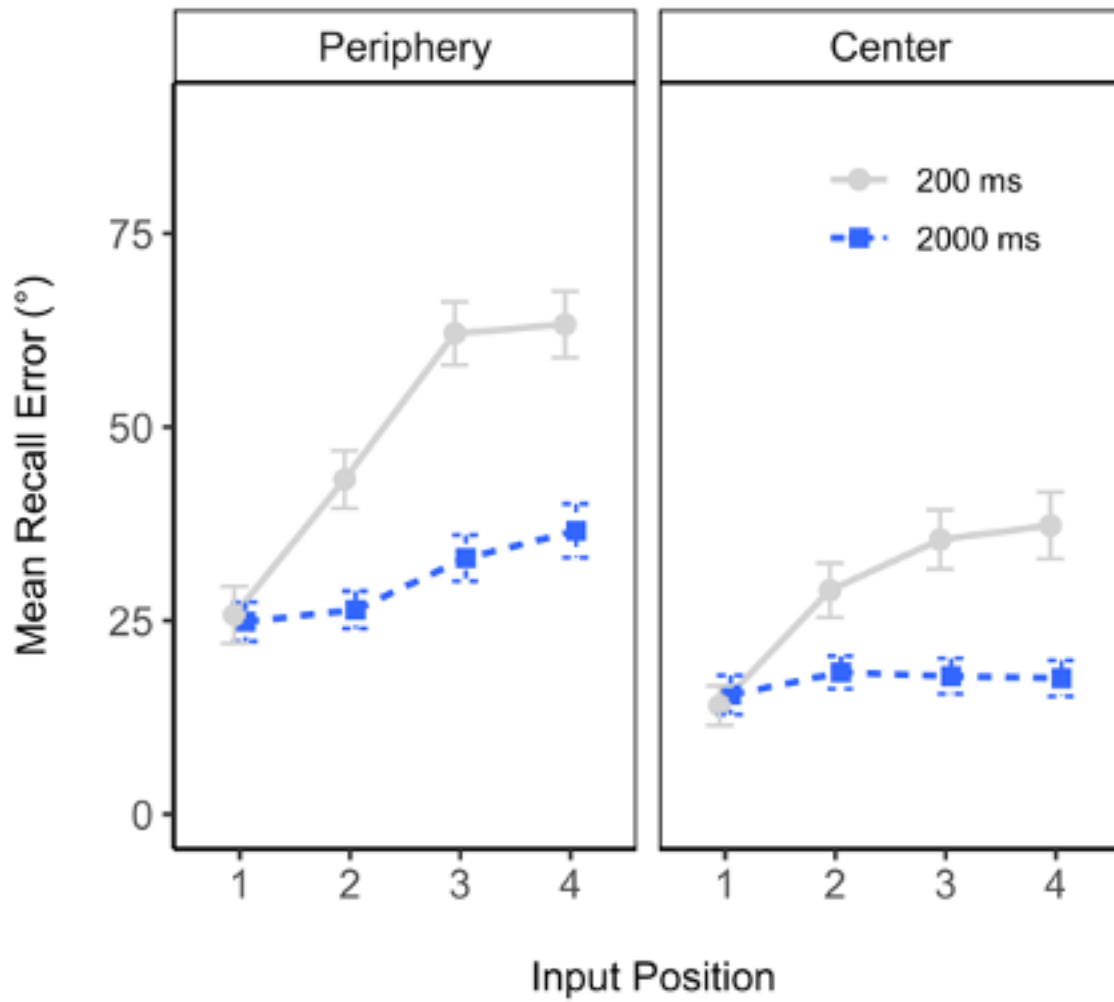 Periphery
Center
200 ms
2000 ms
75
50
25
0
Mean Recall Error (°)
1 2 3 4
1 2 3 4
Input Position